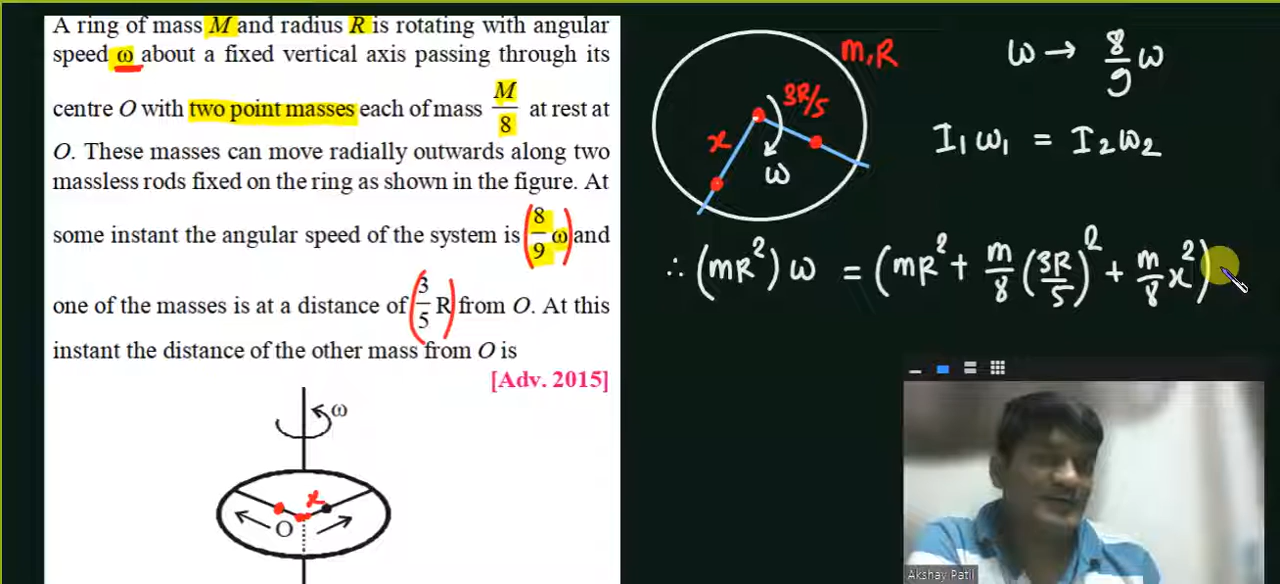 A ring of mass M and radius R is rotating with angular
speed ω about a fixed vertical axis passing through its
centre O with two point masses each of mass M/8 at rest at
O. These masses can move radially outwards along two
massless rods fixed on the ring as shown in the figure. At
some instant the angular speed of the system is (8/9 ω) and
one of the masses is at a distance of (3/5 R) from O. At this
instant the distance of the other mass from O is
[Adv. 2015]
ω
x
O
m, R
3R/5
x
ω
ω → 8/9 ω
I₁ω₁ = I₂ω₂
∴ (mR²) ω = (mR² + m/8 (3R/5)² + m/8 x²)
Akshay Patil